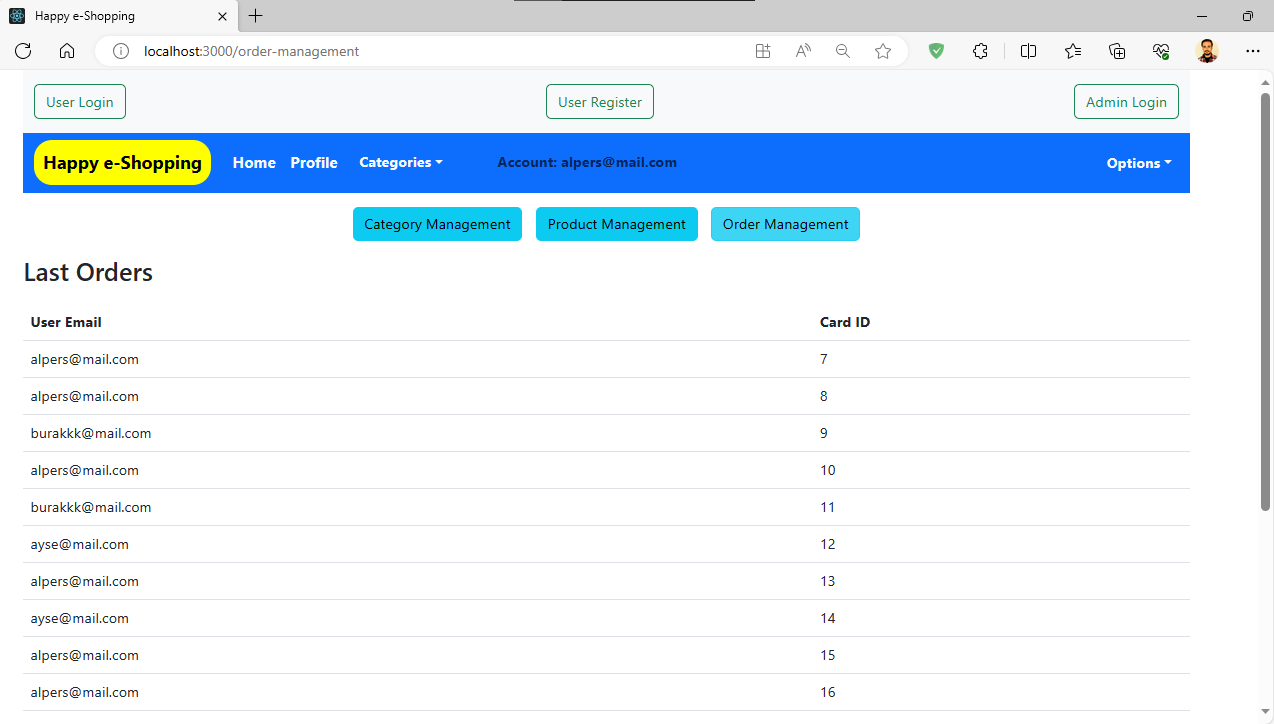 Happy e-Shopping
localhost:3000/order-management
User Login User Register Admin Login
Happy e-Shopping Home Profile Categories Account: alpers@mail.com Options
Category Management Product Management Order Management
Last Orders
User Email Card ID
alpers@mail.com 7
alpers@mail.com 8
burakkk@mail.com 9
alpers@mail.com 10
burakkk@mail.com 11
ayse@mail.com 12
alpers@mail.com 13
ayse@mail.com 14
alpers@mail.com 15
alpers@mail.com 16